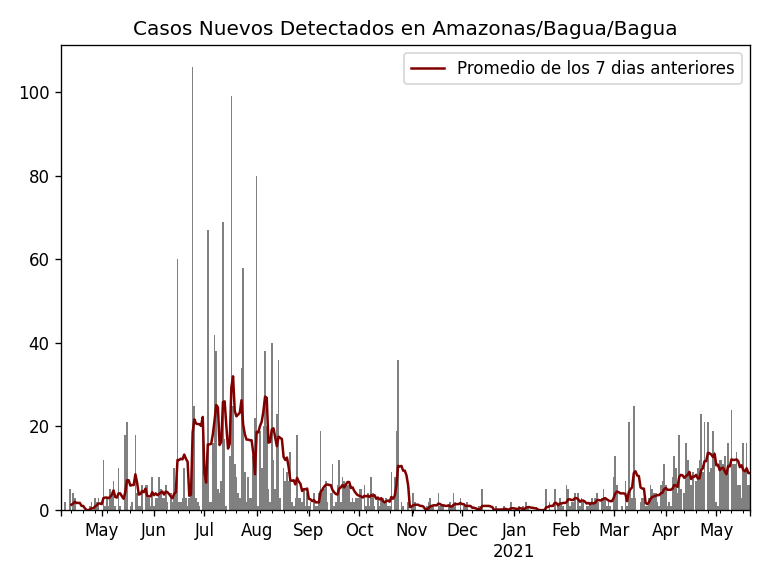 Casos Nuevos Detectados en Amazonas/Bagua/Bagua
Promedio de los 7 dias anteriores
100
80
60
40
20
0
May Jun Jul Aug Sep Oct Nov Dec Jan Feb Mar Apr May
2021